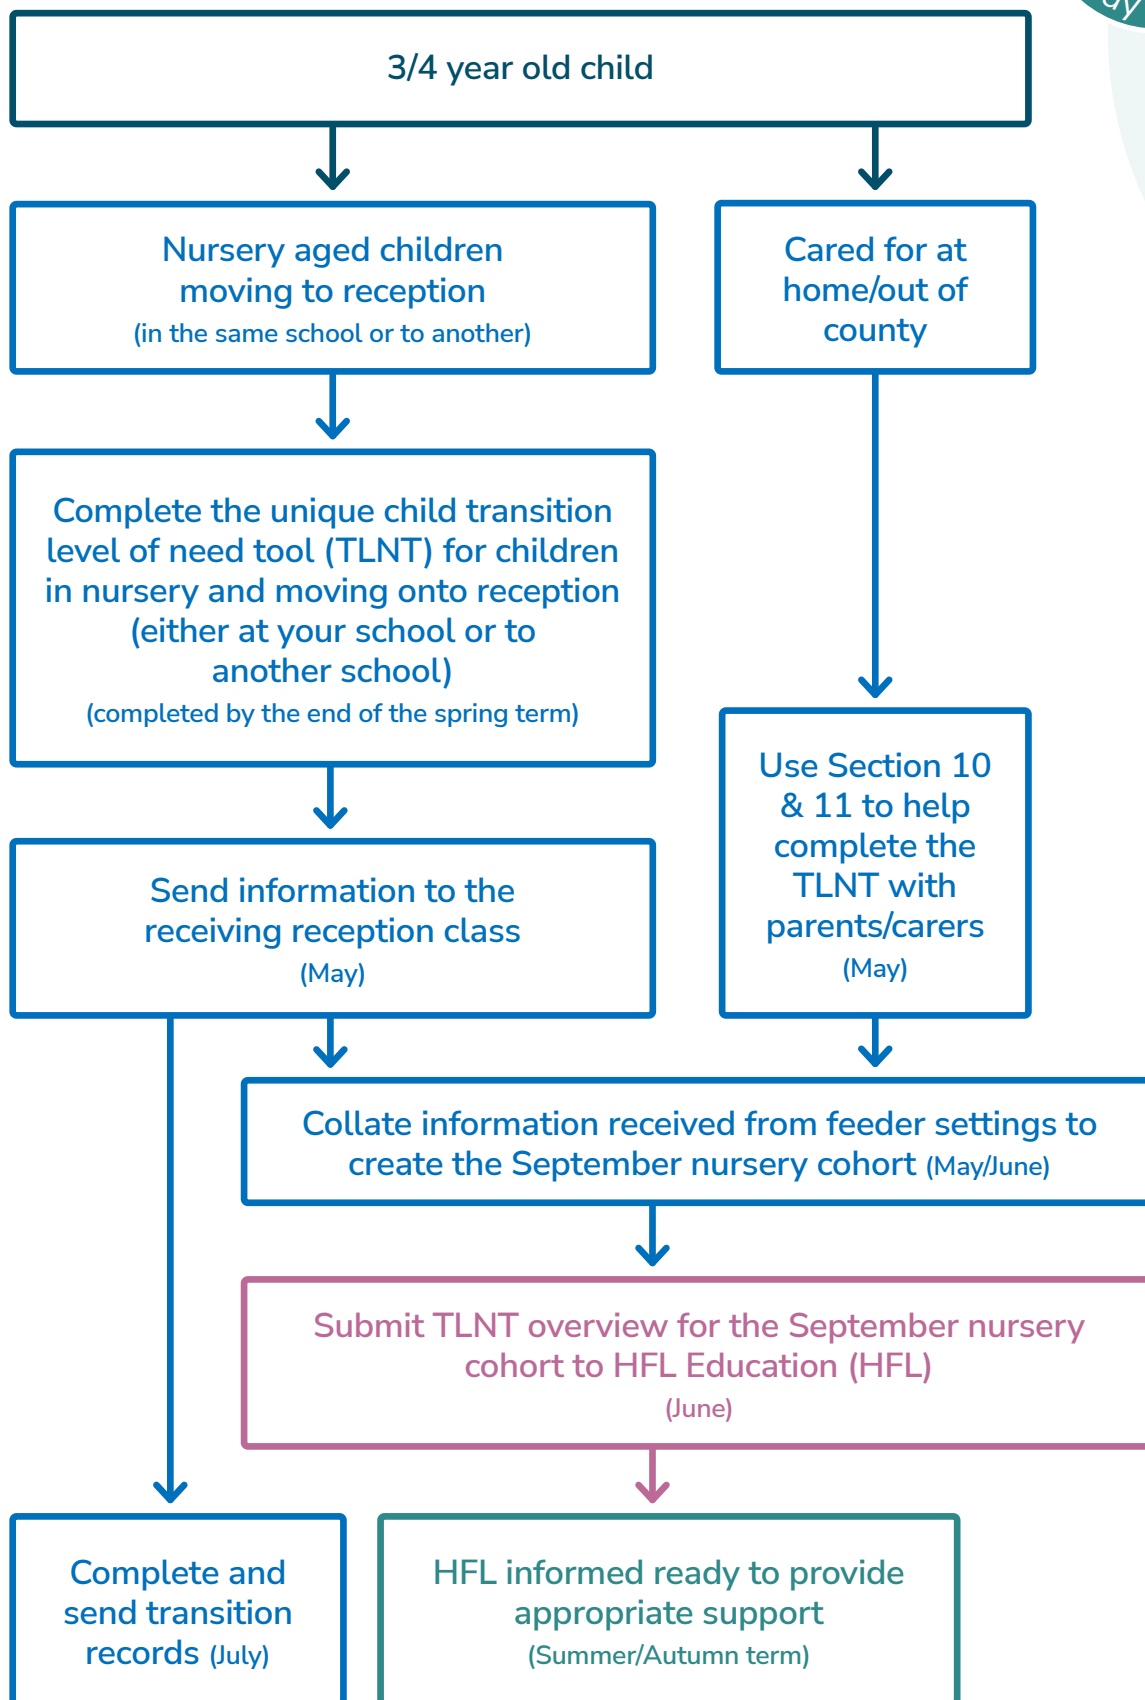 3/4 year old child
Nursery aged children
moving to reception
(in the same school or to another)
Cared for at
home/out of
county
Complete the unique child transition
level of need tool (TLNT) for children
in nursery and moving onto reception
(either at your school or to
another school)
(completed by the end of the spring term)
Use Section 10
& 11 to help
complete the
TLNT with
parents/carers
(May)
Send information to the
receiving reception class
(May)
Collate information received from feeder settings to
create the September nursery cohort (May/June)
Submit TLNT overview for the September nursery
cohort to HFL Education (HFL)
(June)
Complete and
send transition
records (July)
HFL informed ready to provide
appropriate support
(Summer/Autumn term)